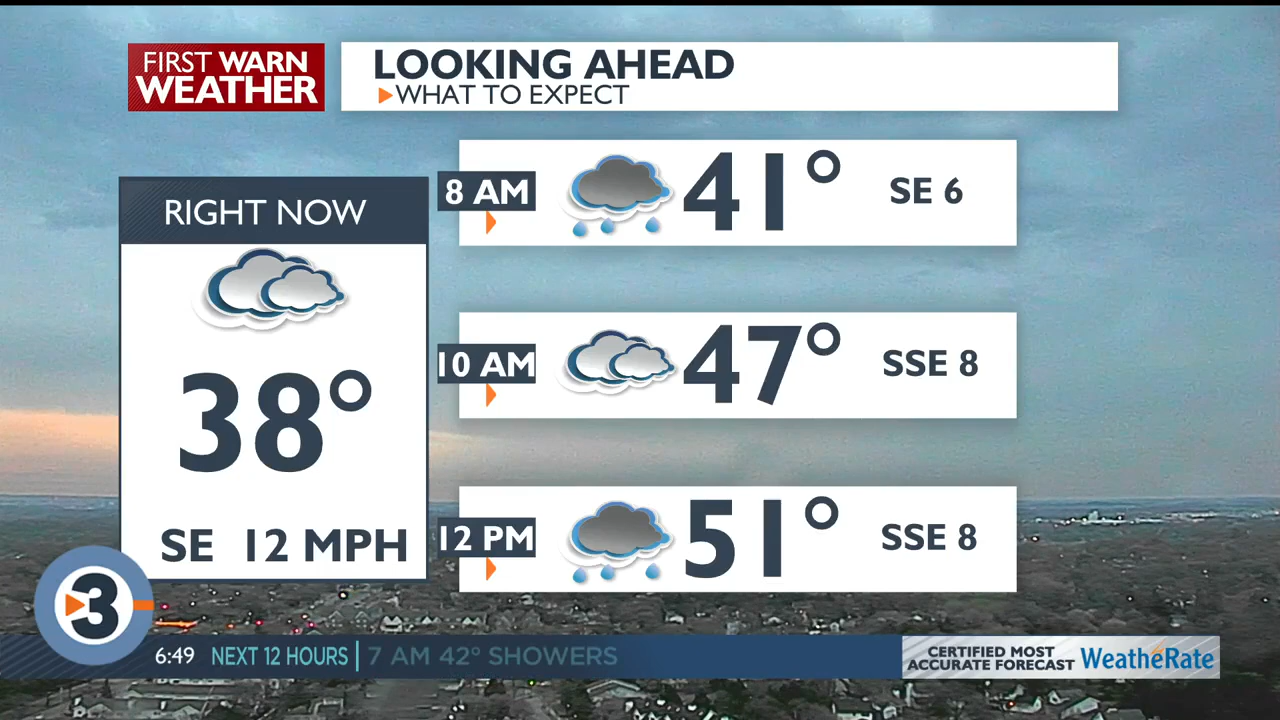 FIRST WARN
WEATHER
LOOKING AHEAD
WHAT TO EXPECT
RIGHT NOW
38°
SE 12 MPH
8 AM 41° SE 6
10 AM 47° SSE 8
12 PM 51° SSE 8
3
6:49 NEXT 12 HOURS 7 AM 42° SHOWERS
CERTIFIED MOST
ACCURATE FORECAST WeatheRate